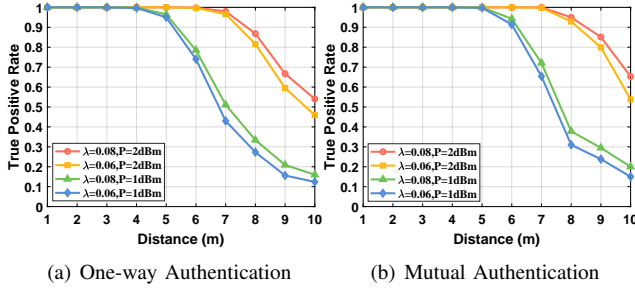 True Positive Rate
1
0.9
0.8
0.7
0.6
0.5
0.4
0.3
0.2
0.1
0
λ=0.08,P=2dBm
λ=0.06,P=2dBm
λ=0.08,P=1dBm
λ=0.06,P=1dBm
1 2 3 4 5 6 7 8 9 10
Distance (m)
(a) One-way Authentication
True Positive Rate
1
0.9
0.8
0.7
0.6
0.5
0.4
0.3
0.2
0.1
0
λ=0.08,P=2dBm
λ=0.06,P=2dBm
λ=0.08,P=1dBm
λ=0.06,P=1dBm
1 2 3 4 5 6 7 8 9 10
Distance (m)
(b) Mutual Authentication